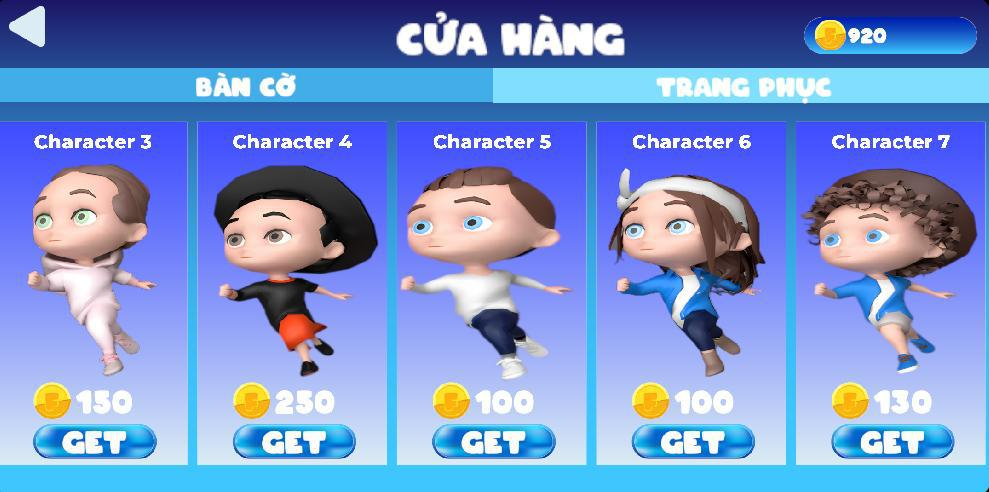 CỬA HÀNG
920
BÀN CỜ
TRANG PHỤC
Character 3
Character 4
Character 5
Character 6
Character 7
150
250
100
100
130
GET
GET
GET
GET
GET